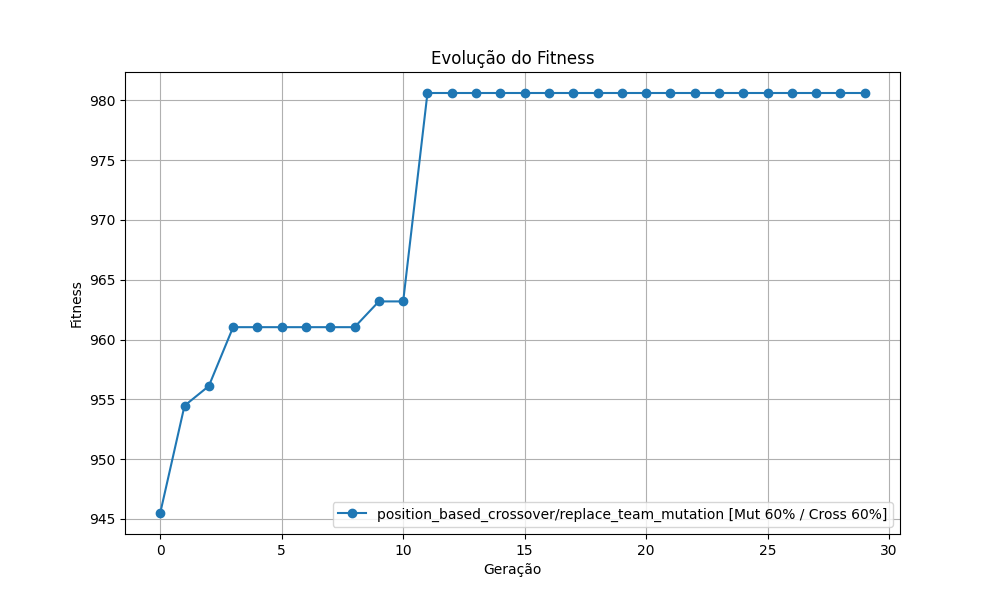 Evolução do Fitness
Fitness
980
975
970
965
960
955
950
945
position_based_crossover/replace_team_mutation [Mut 60% / Cross 60%]
0 5 10 15 20 25 30
Geração